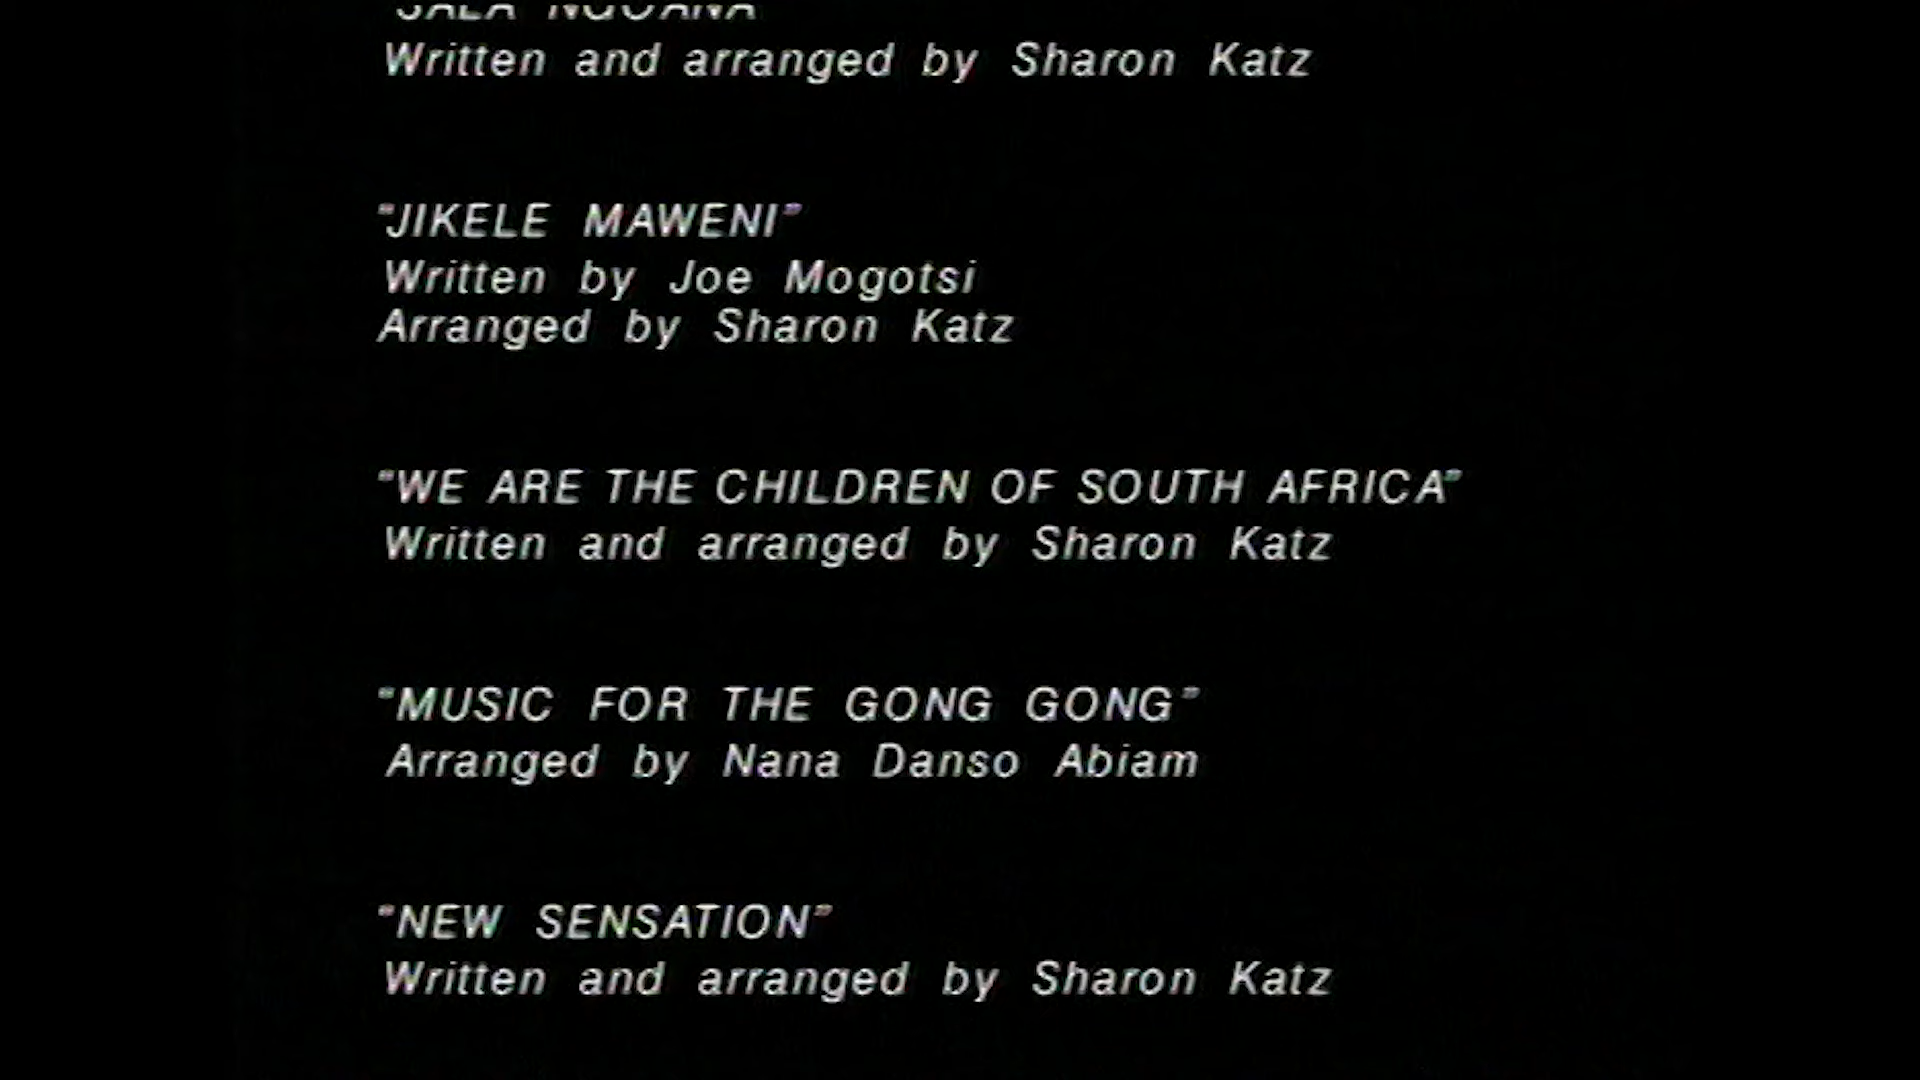 Written and arranged by Sharon Katz
"JIKELE MAWENI"
Written by Joe Mogotsi
Arranged by Sharon Katz
"WE ARE THE CHILDREN OF SOUTH AFRICA"
Written and arranged by Sharon Katz
"MUSIC FOR THE GONG GONG"
Arranged by Nana Danso Abiam
"NEW SENSATION"
Written and arranged by Sharon Katz